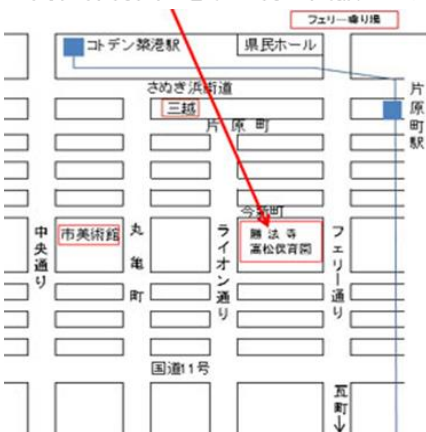 フェリー乗り場
コトデン築港駅
県民ホール
さぬき浜街道
三越
片原町
片原町駅
今新町
中央通り
市美術館
丸亀町
ライオン通り
勝法寺
高松保育園
フェリー通り
国道11号
瓦町↓